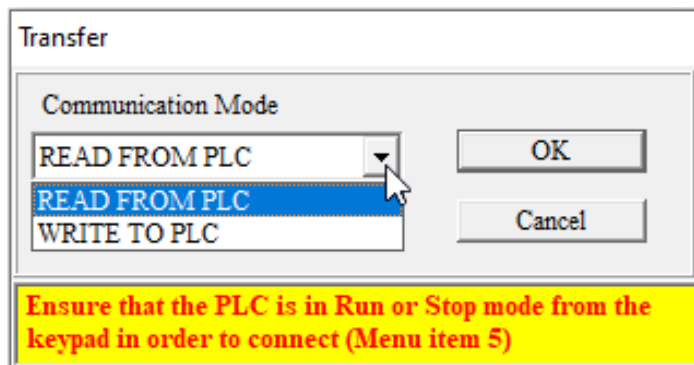 Transfer
Communication Mode
READ FROM PLC
OK
READ FROM PLC
WRITE TO PLC
Cancel
Ensure that the PLC is in Run or Stop mode from the
keypad in order to connect (Menu item 5)